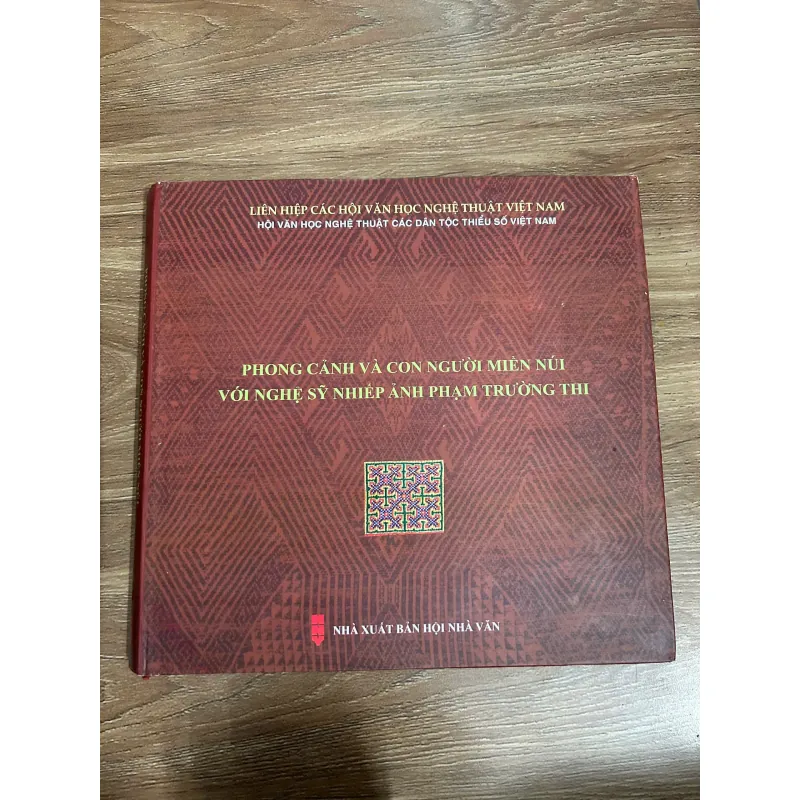 LIÊN HIỆP CÁC HỘI VĂN HỌC NGHỆ THUẬT VIỆT NAM
HỘI VĂN HỌC NGHỆ THUẬT CÁC DÂN TỘC THIỂU SỐ VIỆT NAM
PHONG CẢNH VÀ CON NGƯỜI MIỀN NÚI
VỚI NGHỆ SỸ NHIẾP ẢNH PHẠM TRƯỜNG THI
NHÀ XUẤT BẢN HỘI NHÀ VĂN